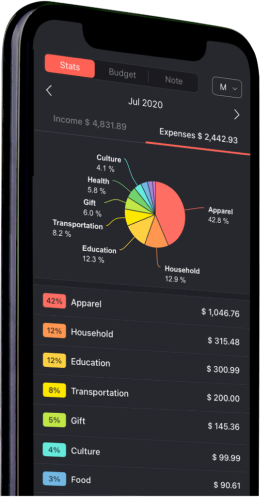 Stats Budget Note M
Jul 2020
Income $ 4,831.89 Expenses $ 2,442.93
Culture
4.1 %
Health
5.8 %
Gift
6.0 %
Transportation
8.2 %
Education
12.3 %
Household
12.9 %
Apparel
42.8 %
42% Apparel $ 1,046.76
12% Household $ 315.48
12% Education $ 300.99
8% Transportation $ 200.00
5% Gift $ 145.36
4% Culture $ 99.99
3% Food $ 90.61